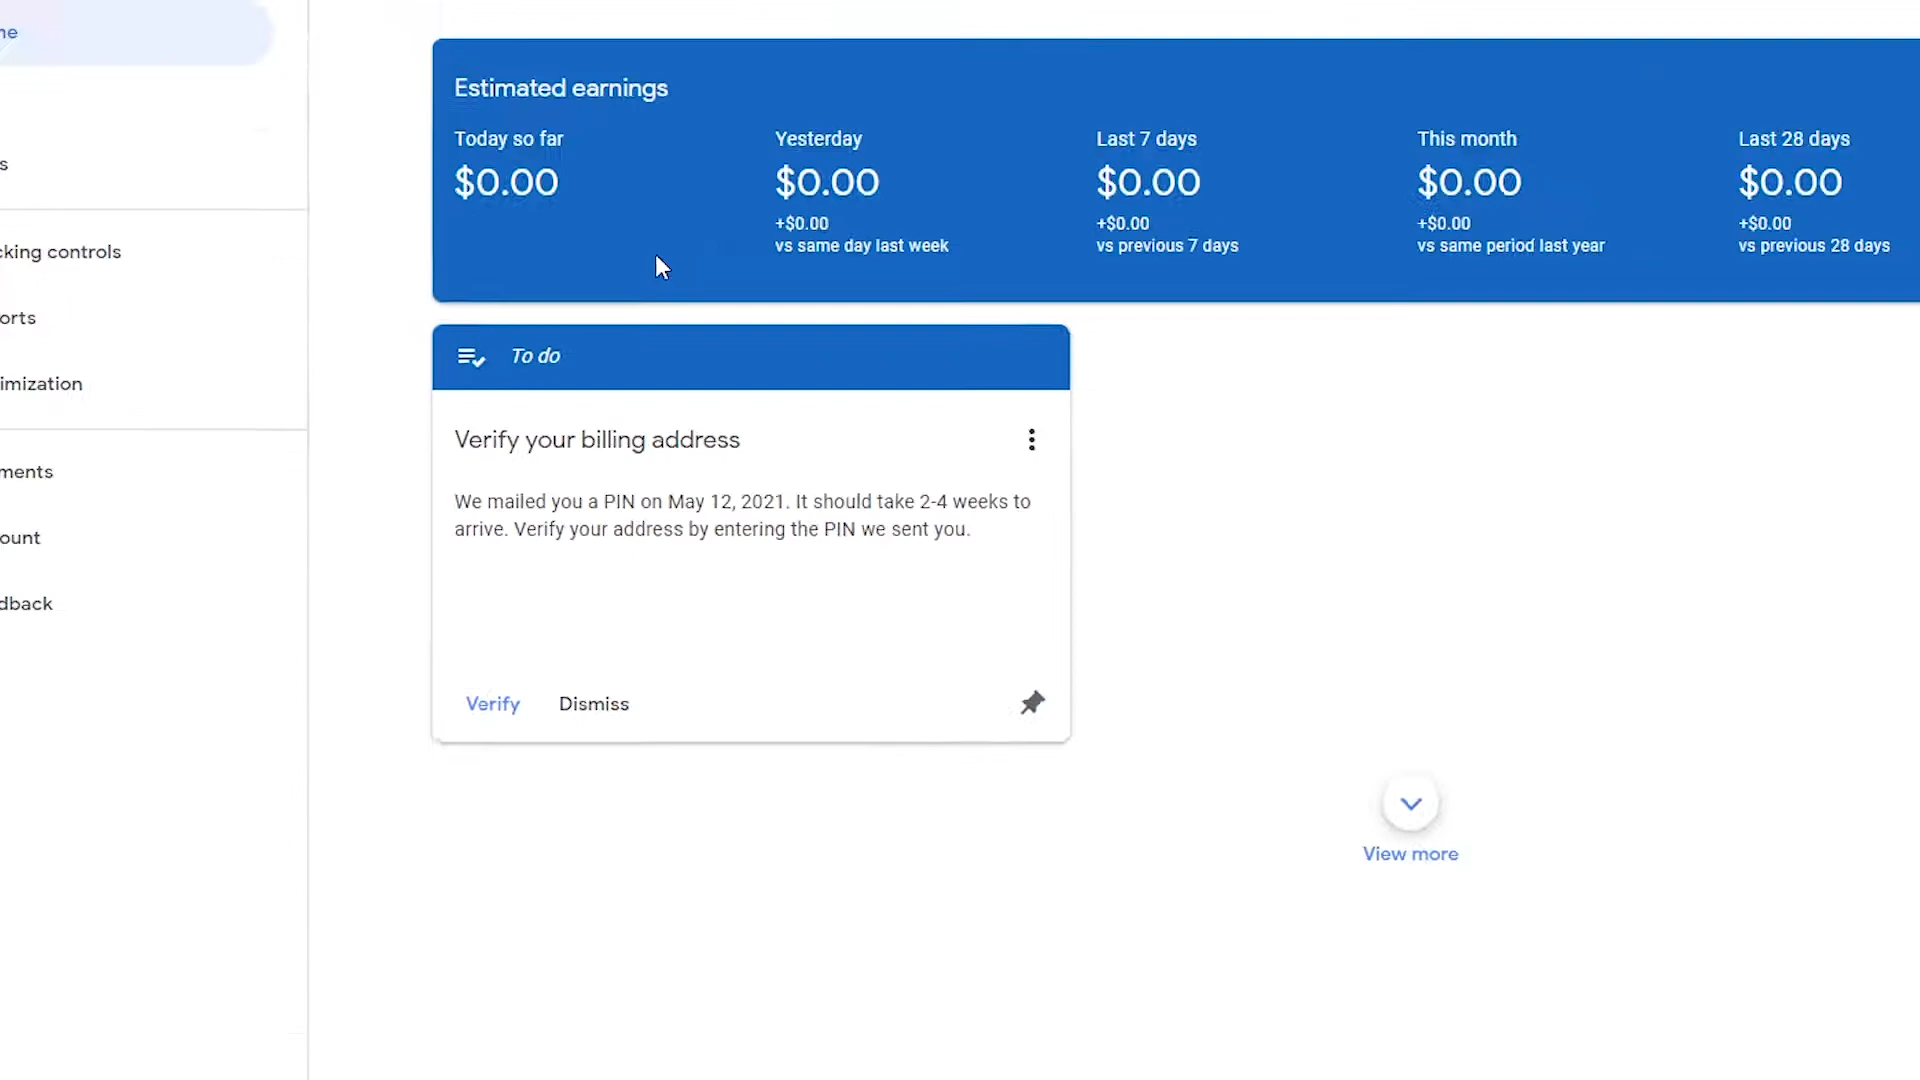 ne
s
cking controls
orts
imization
ments
ount
dback
Estimated earnings
Today so far
$0.00
Yesterday
$0.00
+$0.00
vs same day last week
Last 7 days
$0.00
+$0.00
vs previous 7 days
This month
$0.00
+$0.00
vs same period last year
Last 28 days
$0.00
+$0.00
vs previous 28 days
To do
Verify your billing address
We mailed you a PIN on May 12, 2021. It should take 2-4 weeks to
arrive. Verify your address by entering the PIN we sent you.
Verify Dismiss
View more